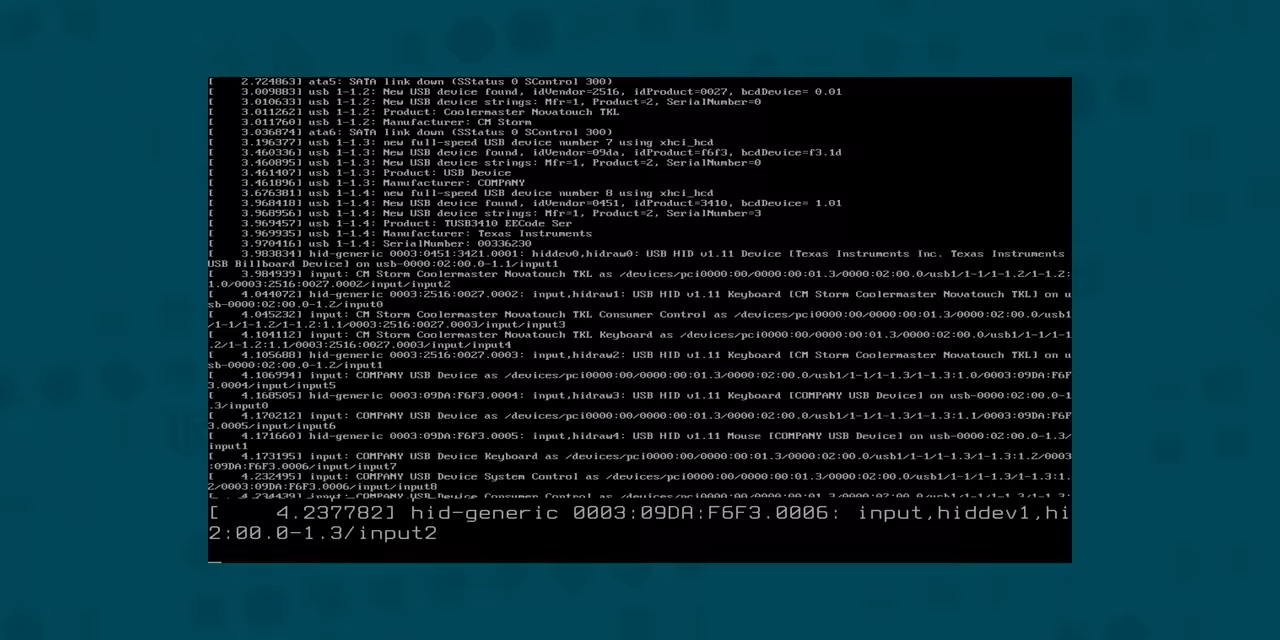 [    2.724863] ata5: SATA link down (SStatus 0 SControl 300)
[    3.009883] usb 1-1.2: New USB device found, idVendor=2516, idProduct=0027, bcdDevice= 0.01
[    3.010633] usb 1-1.2: New USB device strings: Mfr=1, Product=2, SerialNumber=0
[    3.011262] usb 1-1.2: Product: Coolermaster Novatouch TKL
[    3.011760] usb 1-1.2: Manufacturer: CM Storm
[    3.036874] ata6: SATA link down (SStatus 0 SControl 300)
[    3.196377] usb 1-1.3: new full-speed USB device number 7 using xhci_hcd
[    3.460336] usb 1-1.3: New USB device found, idVendor=09da, idProduct=f6f3, bcdDevice=f3.1d
[    3.460895] usb 1-1.3: New USB device strings: Mfr=1, Product=2, SerialNumber=0
[    3.461407] usb 1-1.3: Product: USB Device
[    3.461896] usb 1-1.3: Manufacturer: COMPANY
[    3.676381] usb 1-1.4: new full-speed USB device number 8 using xhci_hcd
[    3.968418] usb 1-1.4: New USB device found, idVendor=0451, idProduct=3410, bcdDevice= 1.01
[    3.968956] usb 1-1.4: New USB device strings: Mfr=1, Product=2, SerialNumber=3
[    3.969457] usb 1-1.4: Product: TUSB3410 EECode Ser
[    3.969935] usb 1-1.4: Manufacturer: Texas Instruments
[    3.970416] usb 1-1.4: SerialNumber: 00336230
[    3.983834] hid-generic 0003:0451:3421.0001: hiddev0,hidraw0: USB HID v1.11 Device [Texas Instruments Inc. Texas Instruments
USB Billboard Device] on usb-0000:02:00.0-1.1/input1
[    3.984939] input: CM Storm Coolermaster Novatouch TKL as /devices/pci0000:00/0000:00:01.3/0000:02:00.0/usb1/1-1/1-1.2/1-1.2:
1.0/0003:2516:0027.0002/input/input2
[    4.044072] hid-generic 0003:2516:0027.0002: input,hidraw1: USB HID v1.11 Keyboard [CM Storm Coolermaster Novatouch TKL] on u
sb-0000:02:00.0-1.2/input0
[    4.045232] input: CM Storm Coolermaster Novatouch TKL Consumer Control as /devices/pci0000:00/0000:00:01.3/0000:02:00.0/usb1
/1-1/1-1.2/1-1.2:1.1/0003:2516:0027.0003/input/input3
[    4.104112] input: CM Storm Coolermaster Novatouch TKL Keyboard as /devices/pci0000:00/0000:00:01.3/0000:02:00.0/usb1/1-1/1-1
.2/1-1.2:1.1/0003:2516:0027.0003/input/input4
[    4.105688] hid-generic 0003:2516:0027.0003: input,hidraw2: USB HID v1.11 Keyboard [CM Storm Coolermaster Novatouch TKL] on u
sb-0000:02:00.0-1.2/input1
[    4.106994] input: COMPANY USB Device as /devices/pci0000:00/0000:00:01.3/0000:02:00.0/usb1/1-1/1-1.3/1-1.3:1.0/0003:09DA:F6F
3.0004/input/input5
[    4.168505] hid-generic 0003:09DA:F6F3.0004: input,hidraw3: USB HID v1.11 Keyboard [COMPANY USB Device] on usb-0000:02:00.0-1
.3/input0
[    4.170212] input: COMPANY USB Device as /devices/pci0000:00/0000:00:01.3/0000:02:00.0/usb1/1-1/1-1.3/1-1.3:1.1/0003:09DA:F6F
3.0005/input/input6
[    4.171660] hid-generic 0003:09DA:F6F3.0005: input,hidraw4: USB HID v1.11 Mouse [COMPANY USB Device] on usb-0000:02:00.0-1.3/
input1
[    4.173195] input: COMPANY USB Device Keyboard as /devices/pci0000:00/0000:00:01.3/0000:02:00.0/usb1/1-1/1-1.3/1-1.3:1.2/0003
:09DA:F6F3.0006/input/input7
[    4.232495] input: COMPANY USB Device System Control as /devices/pci0000:00/0000:00:01.3/0000:02:00.0/usb1/1-1/1-1.3/1-1.3:1.
2/0003:09DA:F6F3.0006/input/input8
[    4.234439] input: COMPANY USB Device Consumer Control as /devices/pci0000:00/0000:00:01.3/0000:02:00.0/usb1/1-1/1-1.3/1-1.3:
[    4.237782] hid-generic 0003:09DA:F6F3.0006: input,hiddev1,hi
2:00.0-1.3/input2